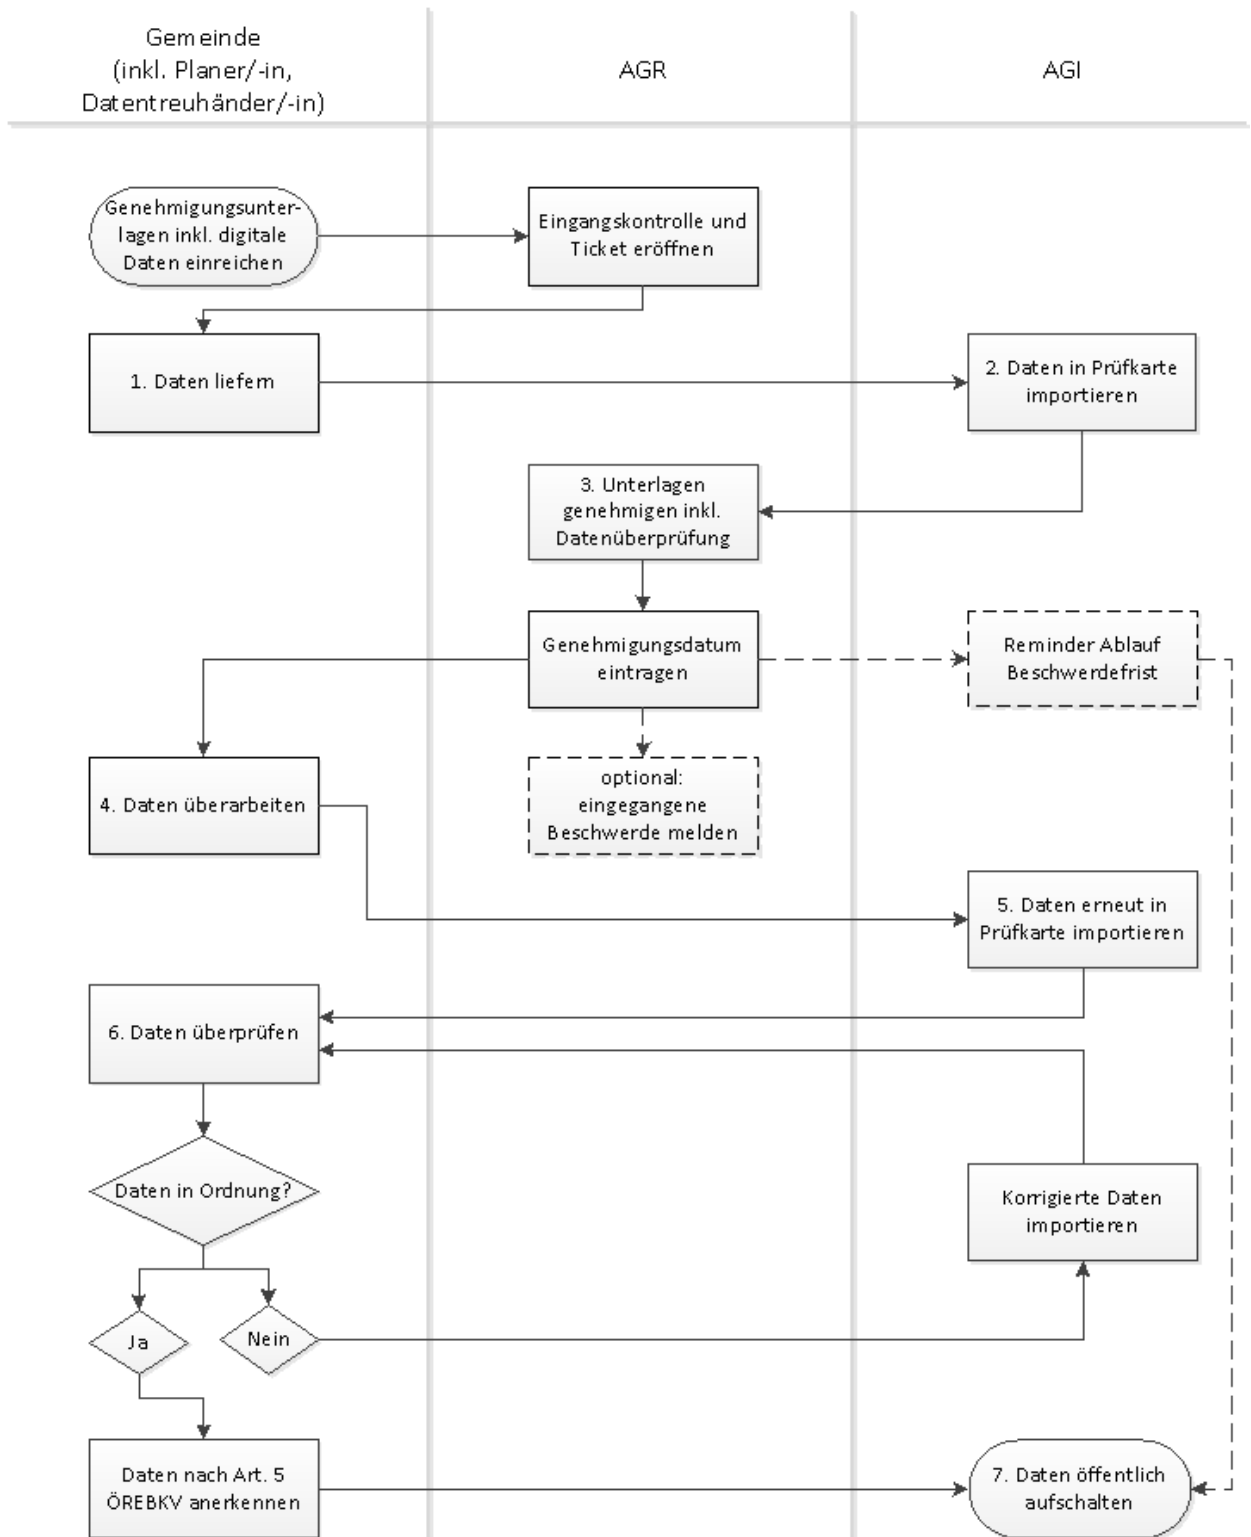 Gemeinde
(inkl. Planer/-in,
Datentreuhänder/-in)
AGR
AGI
Genehmigungsunter-
lagen inkl. digitale
Daten einreichen
Eingangskontrolle und
Ticket eröffnen
1. Daten liefern
2. Daten in Prüfkarte
importieren
3. Unterlagen
genehmigen inkl.
Datenüberprüfung
Genehmigungsdatum
eintragen
Reminder Ablauf
Beschwerdefrist
4. Daten überarbeiten
optional:
eingegangene
Beschwerde melden
5. Daten erneut in
Prüfkarte importieren
6. Daten überprüfen
Daten in Ordnung?
Korrigierte Daten
importieren
Ja
Nein
Daten nach Art. 5
ÖREBKV anerkennen
7. Daten öffentlich
aufschalten